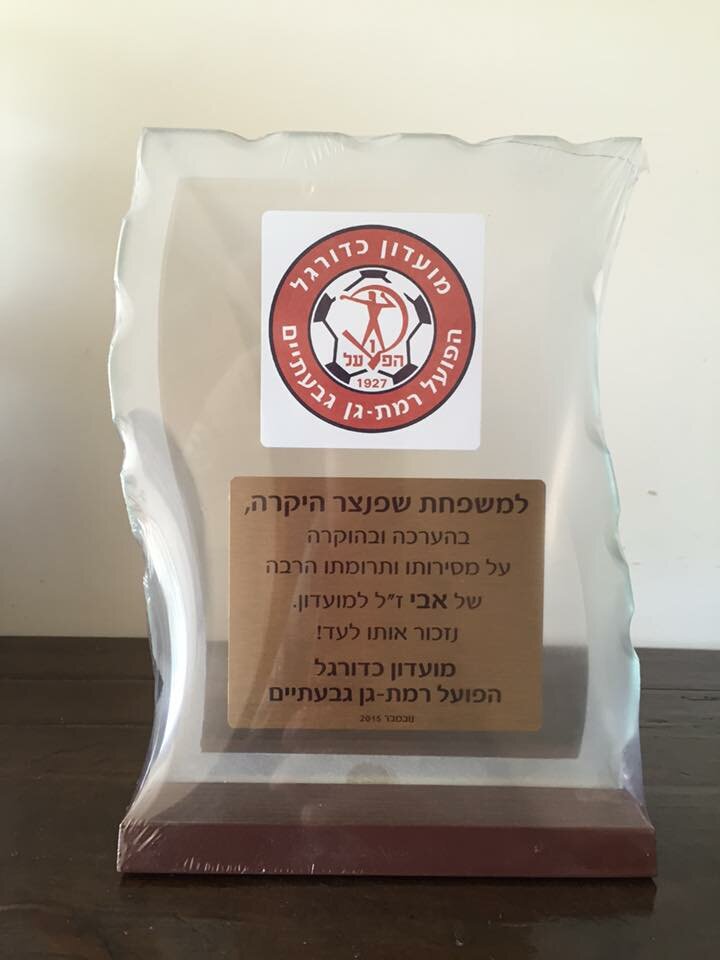 מועדון כדורגל
הפועל
1927
הפועל רמת-גן גבעתיים
למשפחת שפנצר היקרה,
בהערכה ובהוקרה
על מסירותו ותרומתו הרבה
של אבי ז״ל למועדון.
נזכור אותו לעד!
מועדון כדורגל
הפועל רמת-גן גבעתיים
נובמבר 2015